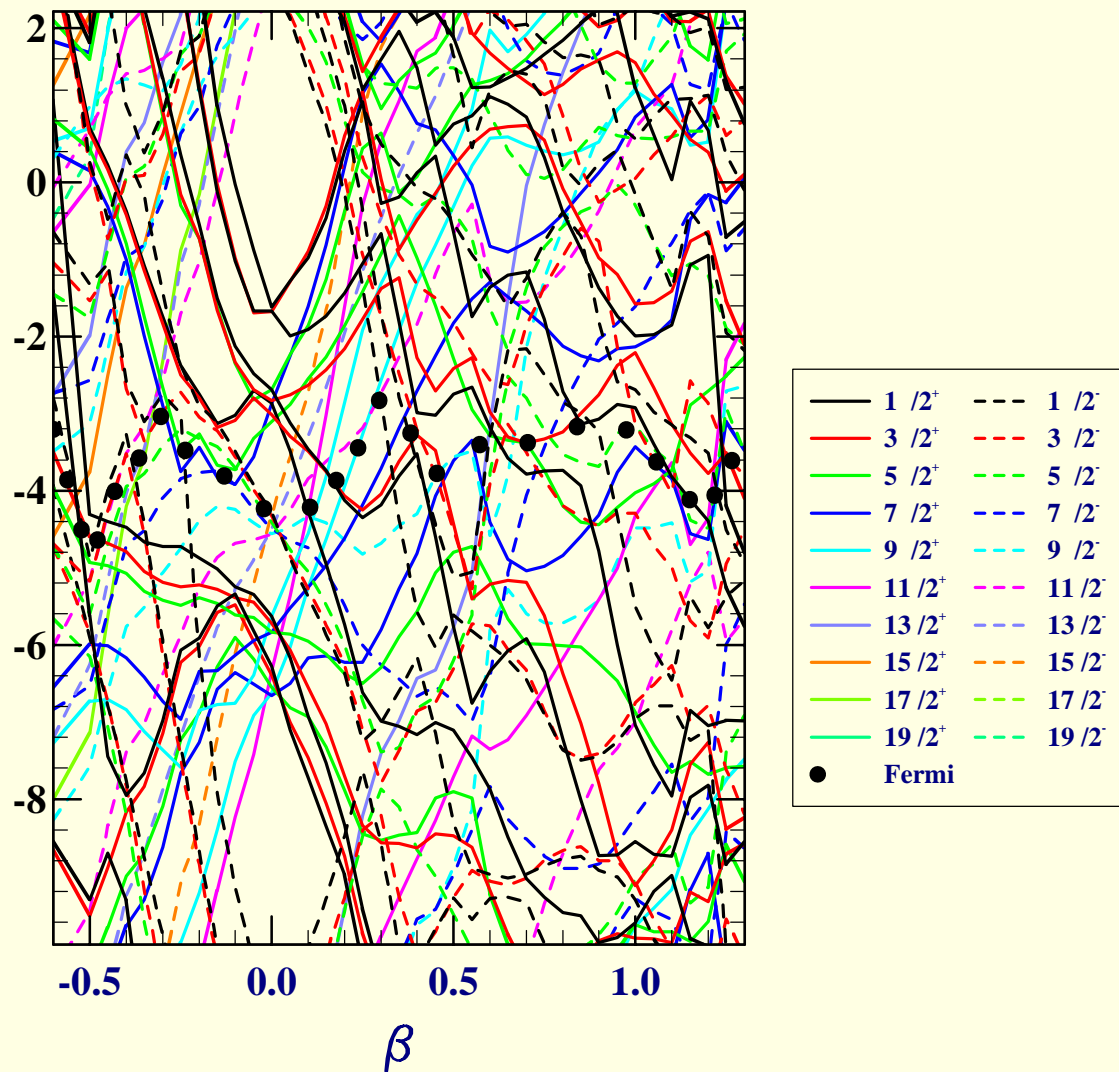 2
0
-2
-4
-6
-8
-0.5 0.0 0.5 1.0
β
1 /2+ 1 /2-
3 /2+ 3 /2-
5 /2+ 5 /2-
7 /2+ 7 /2-
9 /2+ 9 /2-
11 /2+ 11 /2-
13 /2+ 13 /2-
15 /2+ 15 /2-
17 /2+ 17 /2-
19 /2+ 19 /2-
Fermi